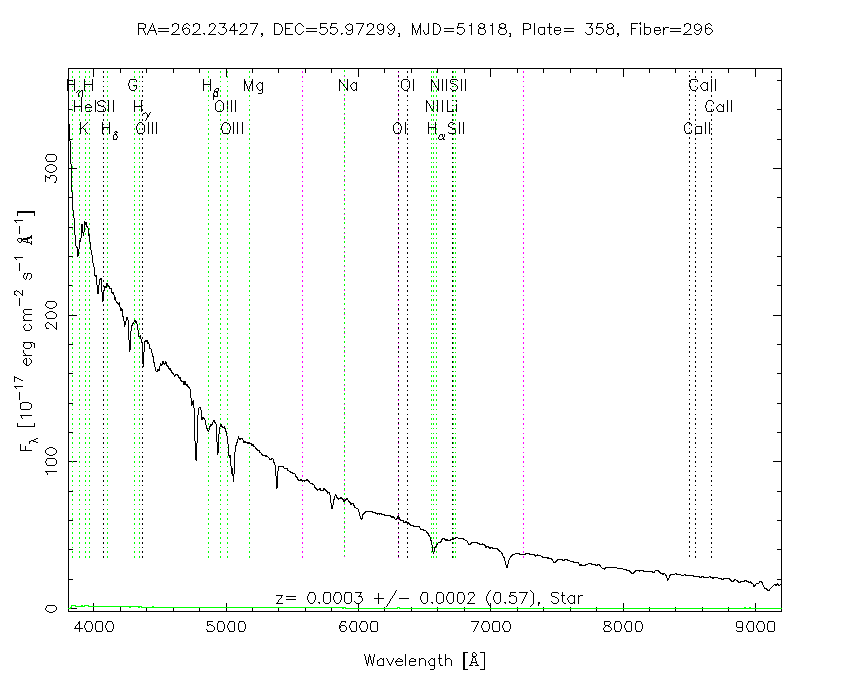 RA=262.23427, DEC=55.97299, MJD=51818, Plate= 358, Fiber=296
Hη H G Hβ Mg Na OI NII SII CaII
HeI SII Hγ OIII NII Li CaII
K Hδ OIII OIII OI Hα SII CaII
300
200
100
0
Fλ [10⁻¹⁷ erg cm⁻² s⁻¹ Å⁻¹]
z= 0.0003 +/− 0.0002 (0.57), Star
4000 5000 6000 7000 8000 9000
Wavelength [Å]